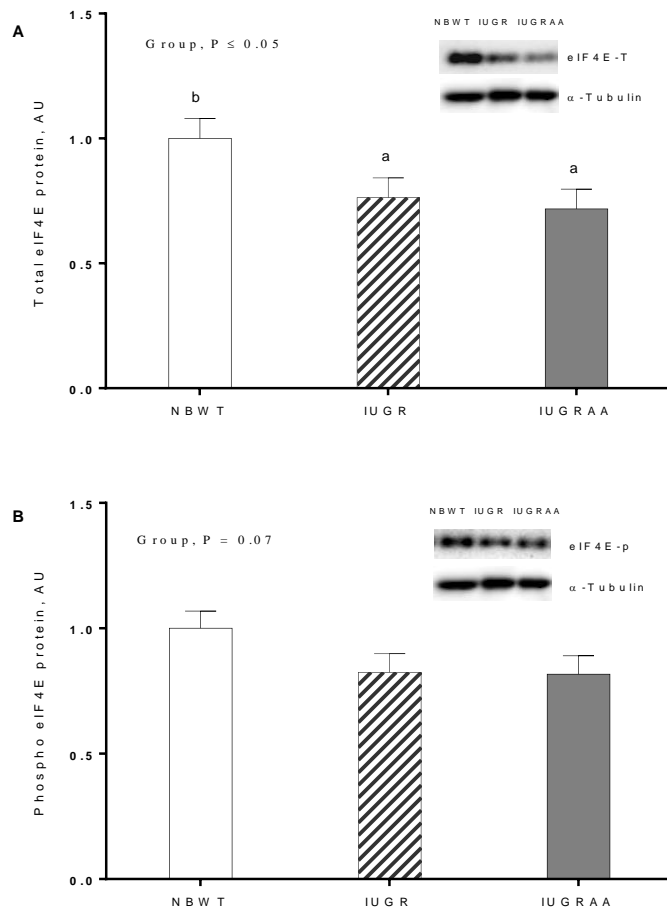 A
Group, P ≤ 0.05
NBWT IUGR IUGRAA
eIF4E-T
α-Tubulin
Total eIF4E protein, AU
1.5
1.0
0.5
0.0
b
a
a
NBWT IUGR IUGRAA
B
Group, P = 0.07
NBWT IUGR IUGRAA
eIF4E-p
α-Tubulin
Phospho eIF4E protein, AU
1.5
1.0
0.5
0.0
NBWT IUGR IUGRAA